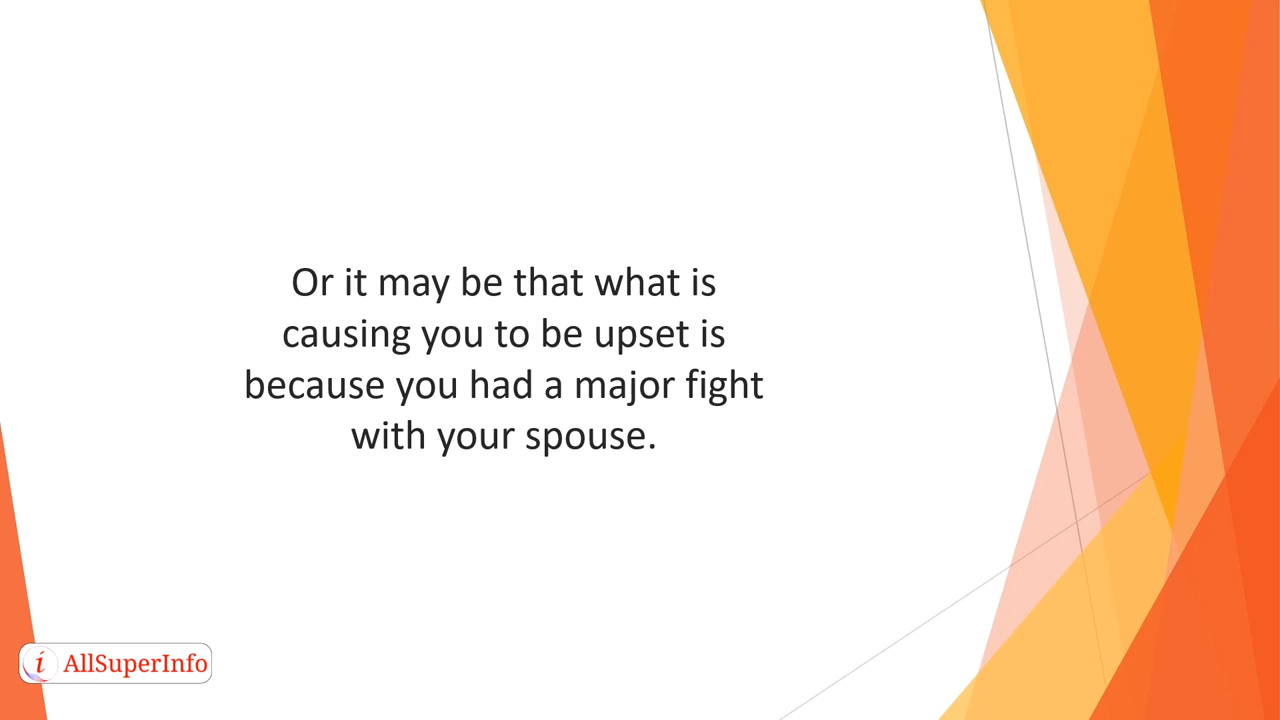 Or it may be that what is
causing you to be upset is
because you had a major fight
with your spouse.
i AllSuperInfo